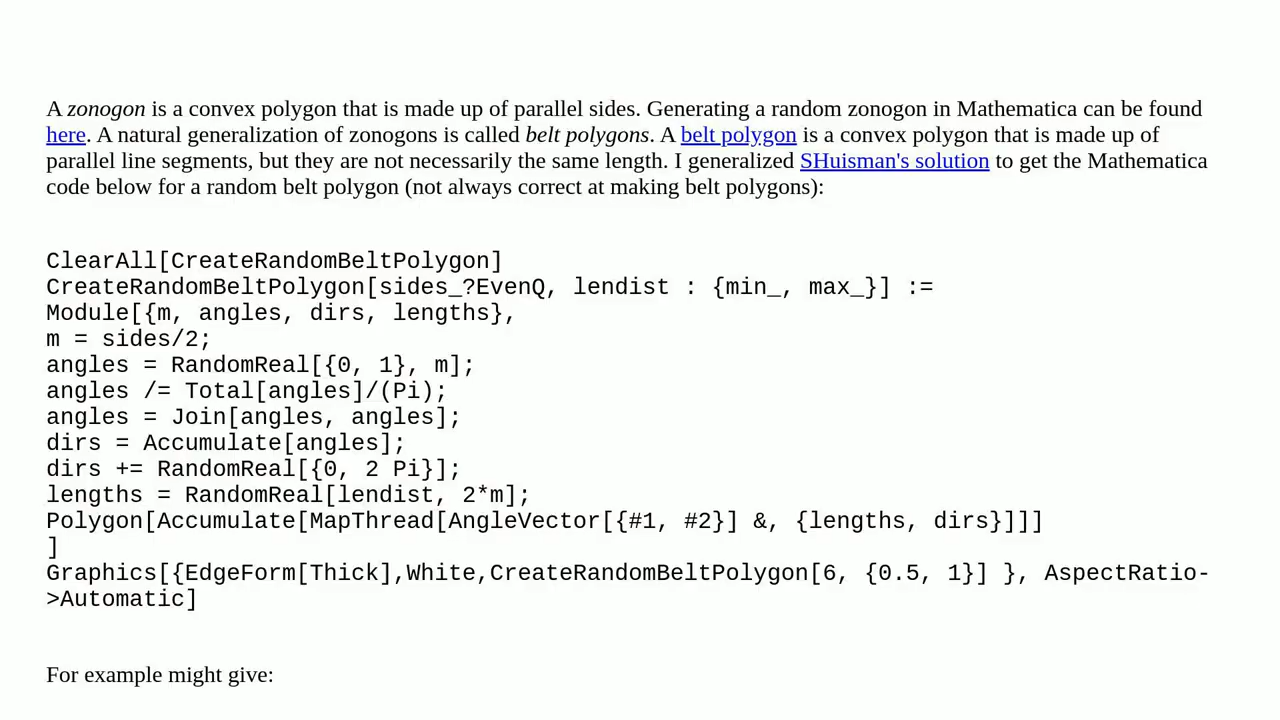 A zonogon is a convex polygon that is made up of parallel sides. Generating a random zonogon in Mathematica can be found
here. A natural generalization of zonogons is called belt polygons. A belt polygon is a convex polygon that is made up of
parallel line segments, but they are not necessarily the same length. I generalized SHuisman's solution to get the Mathematica
code below for a random belt polygon (not always correct at making belt polygons):
ClearAll[CreateRandomBeltPolygon]
CreateRandomBeltPolygon[sides_?EvenQ, lendist : {min_, max_}] :=
Module[{m, angles, dirs, lengths},
m = sides/2;
angles = RandomReal[{0, 1}, m];
angles /= Total[angles]/(Pi);
angles = Join[angles, angles];
dirs = Accumulate[angles];
dirs += RandomReal[{0, 2 Pi}];
lengths = RandomReal[lendist, 2*m];
Polygon[Accumulate[MapThread[AngleVector[{#1, #2}] &, {lengths, dirs}]]]
]
Graphics[{EdgeForm[Thick],White,CreateRandomBeltPolygon[6, {0.5, 1}] }, AspectRatio-
>Automatic]
For example might give: